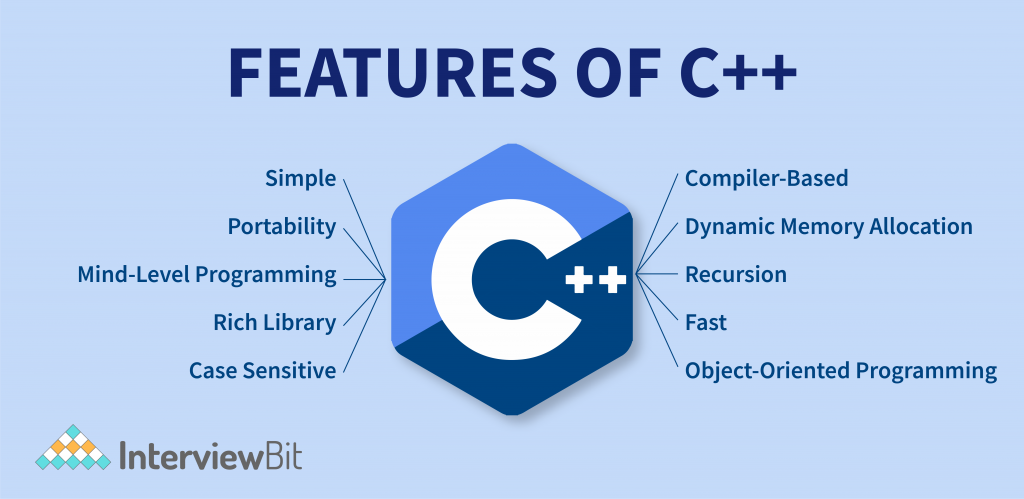 FEATURES OF C++
Simple
Portability
Mind-Level Programming
Rich Library
Case Sensitive
C++
Compiler-Based
Dynamic Memory Allocation
Recursion
Fast
Object-Oriented Programming
InterviewBit